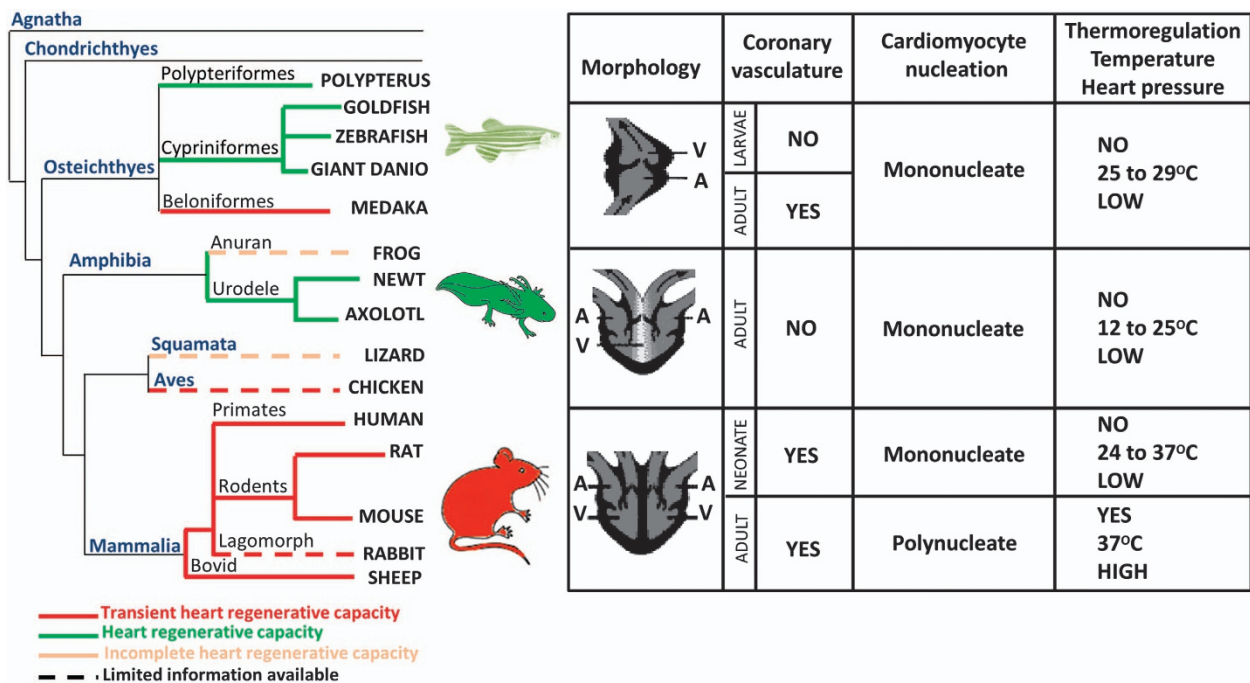 Agnatha
Chondrichthyes
Polypteriformes
POLYPTERUS
GOLDFISH
ZEBRAFISH
Cypriniformes
GIANT DANIO
Osteichthyes
Beloniformes
MEDAKA
Anuran
FROG
Amphibia
NEWT
Urodele
AXOLOTL
Squamata
LIZARD
Aves
CHICKEN
Primates
HUMAN
RAT
Rodents
MOUSE
Mammalia
Lagomorph
RABBIT
Bovid
SHEEP
Transient heart regenerative capacity
Heart regenerative capacity
Incomplete heart regenerative capacity
Limited information available
Morphology
Coronary
vasculature
Cardiomyocyte
nucleation
Thermoregulation
Temperature
Heart pressure
V
A
LARVAE
NO
ADULT
YES
Mononucleate
NO
25 to 29ºC
LOW
A
A
V
ADULT
NO
Mononucleate
NO
12 to 25ºC
LOW
A
A
V
V
NEONATE
YES
Mononucleate
NO
24 to 37ºC
LOW
ADULT
YES
Polynucleate
YES
37ºC
HIGH